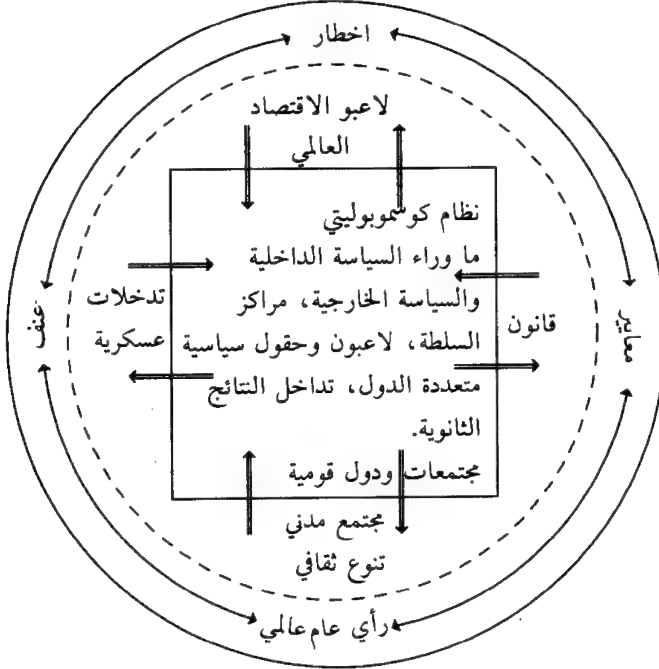 اخطار
لاعبو الاقتصاد
العالمي
نظام كوسموبوليتي
ما وراء السياسة الداخلية
والسياسة الخارجية، مراكز
السلطة، لاعبون وحقول سياسية
متعددة الدول، تداخل النتائج
الثانوية.
مجتمعات ودول قومية
قانون
معايير
تدخلات
عسكرية
عنف
مجتمع مدني
تنوع ثقافي
رأي عام عالمي